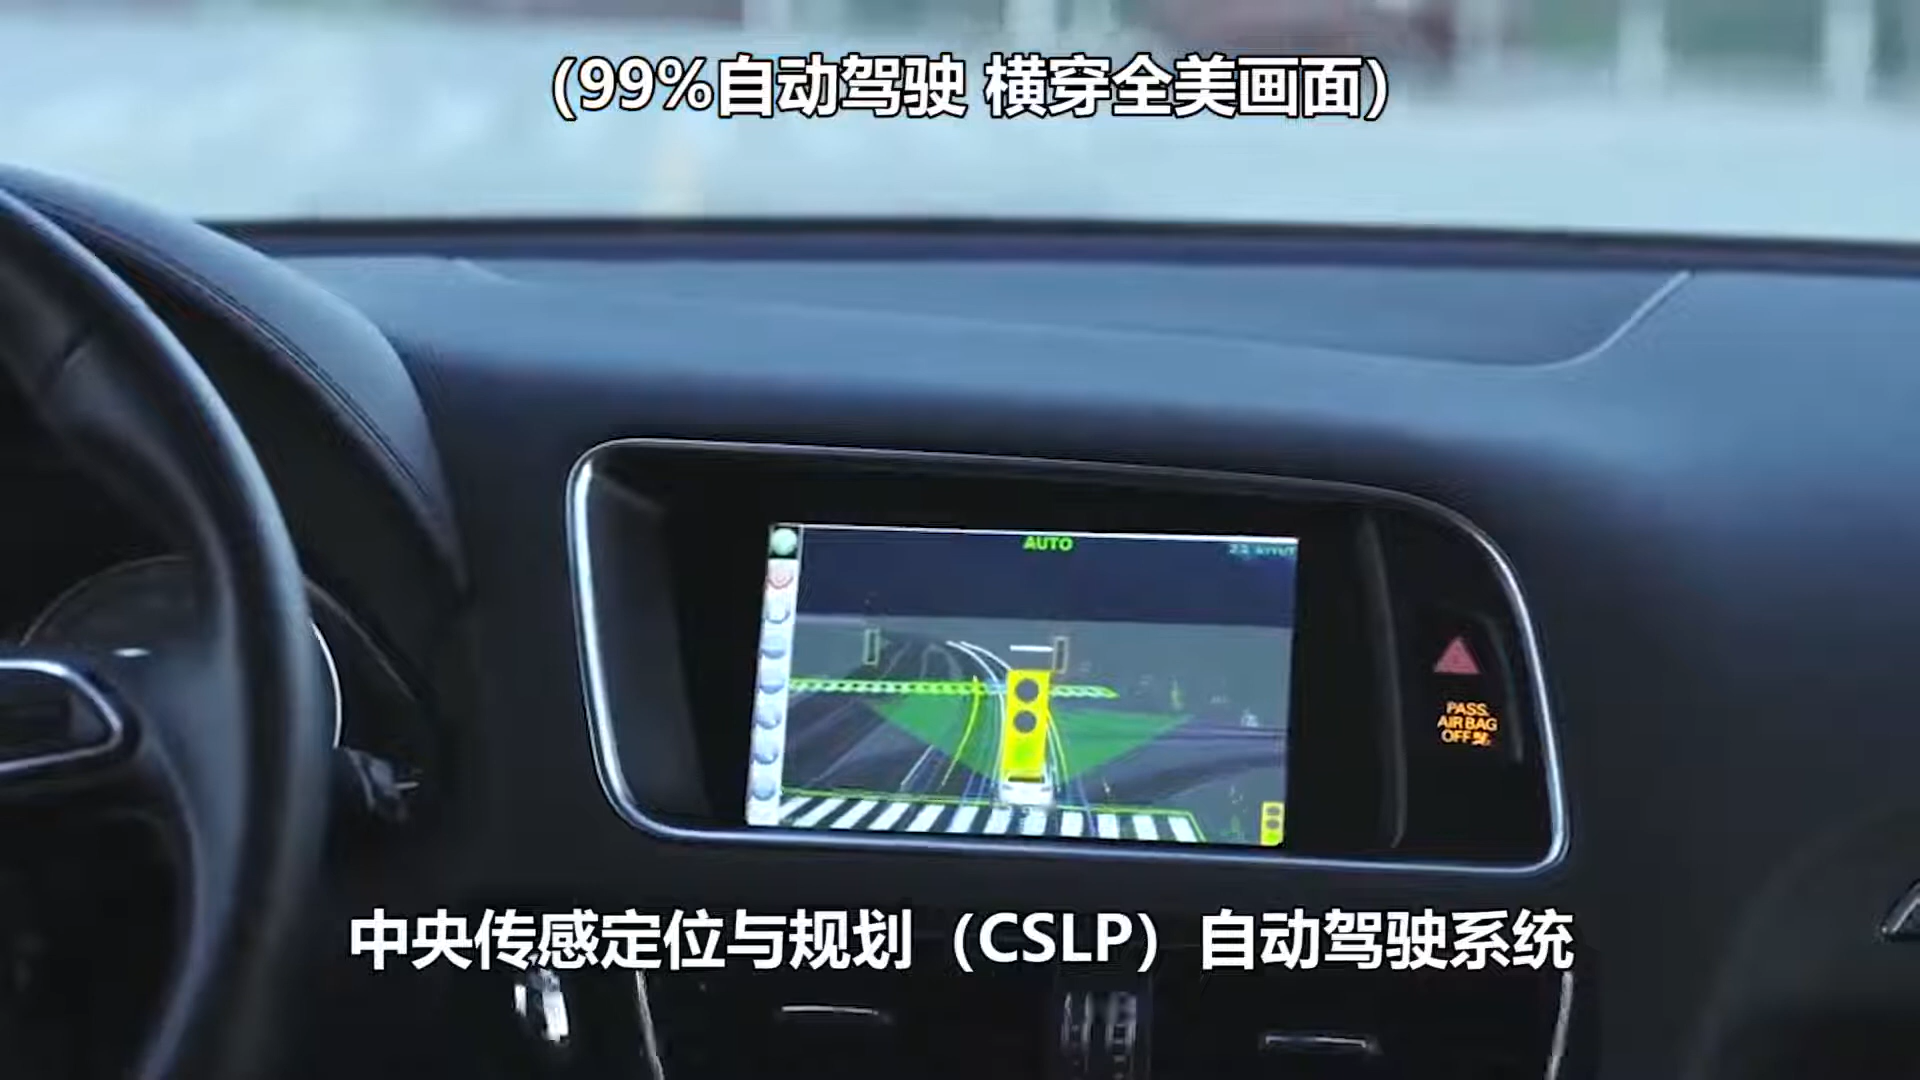 (99%自动驾驶 横穿全美画面)
AUTO
PASS.
AIR BAG
OFF
中央传感定位与规划（CSLP）自动驾驶系统